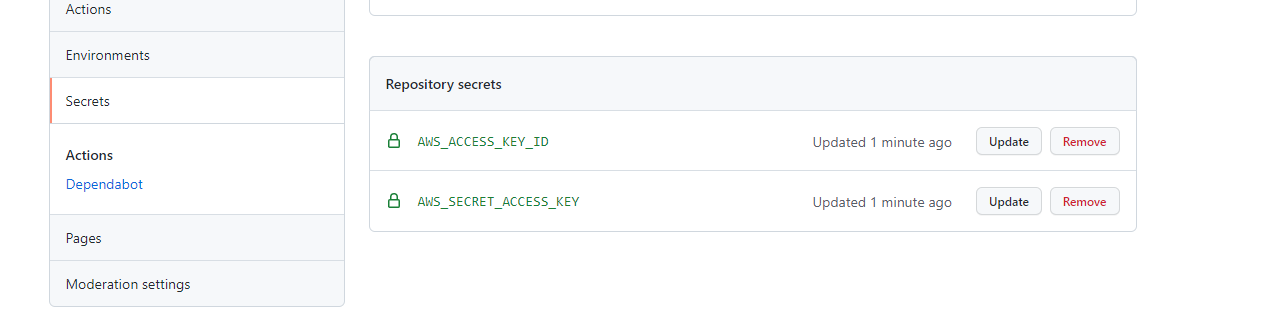 Actions
Environments
Secrets
Actions
Dependabot
Pages
Moderation settings
Repository secrets
AWS_ACCESS_KEY_ID Updated 1 minute ago Update Remove
AWS_SECRET_ACCESS_KEY Updated 1 minute ago Update Remove